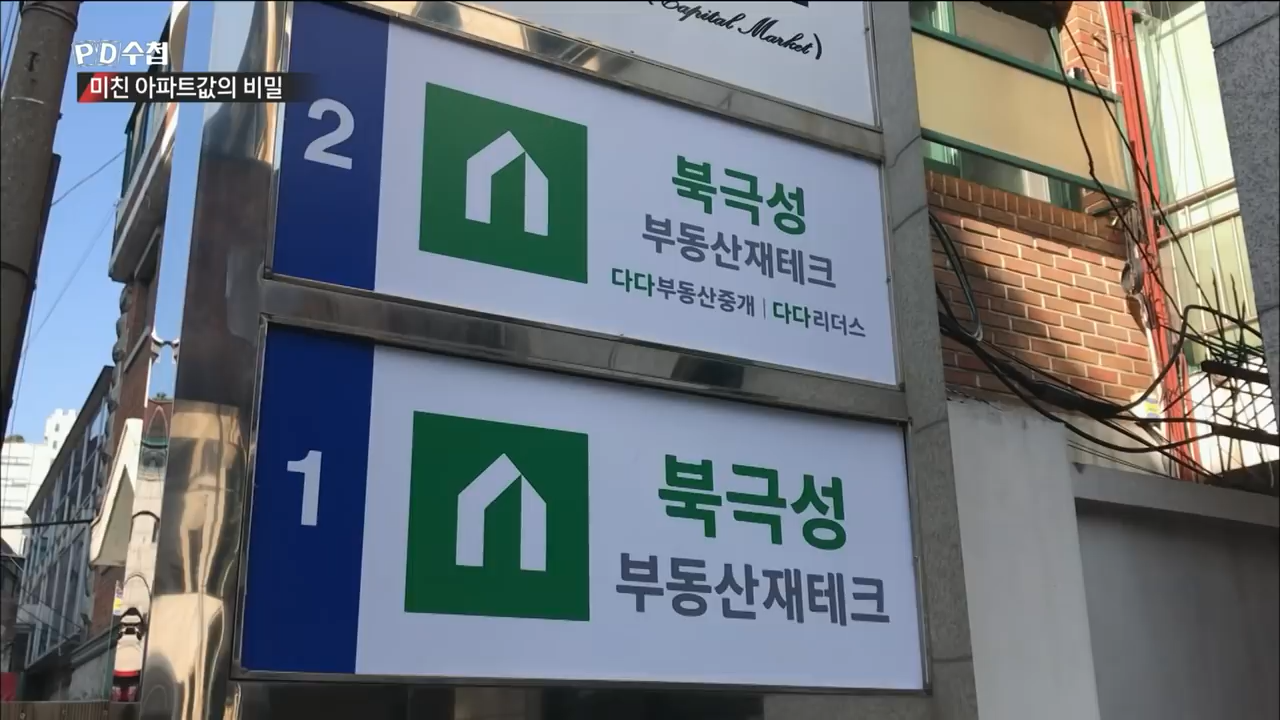 PD수첩
미친 아파트값의 비밀
(Capital Market)
2
북극성
부동산재테크
다다부동산중개 | 다다리더스
1
북극성
부동산재테크